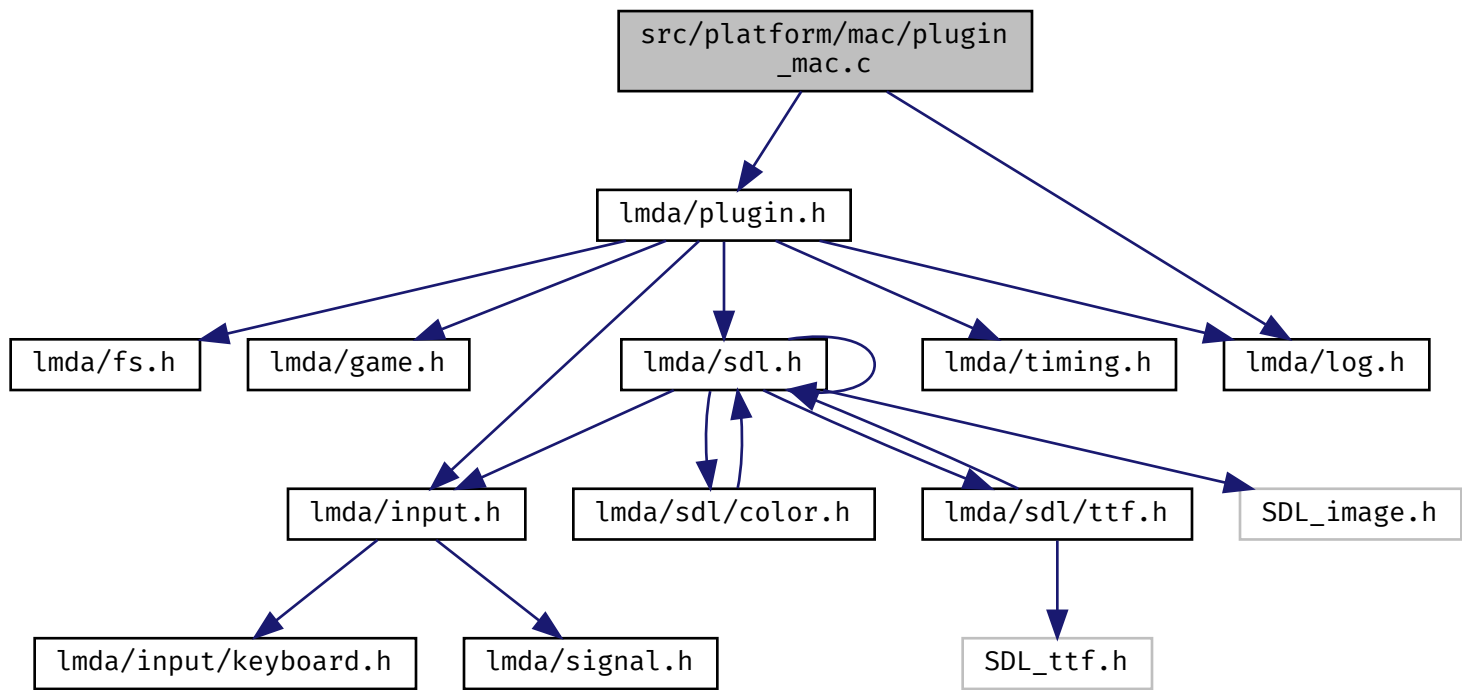 src/platform/mac/plugin
_mac.c
lmda/plugin.h
lmda/fs.h
lmda/game.h
lmda/sdl.h
lmda/timing.h
lmda/log.h
lmda/input.h
lmda/sdl/color.h
lmda/sdl/ttf.h
SDL_image.h
lmda/input/keyboard.h
lmda/signal.h
SDL_ttf.h